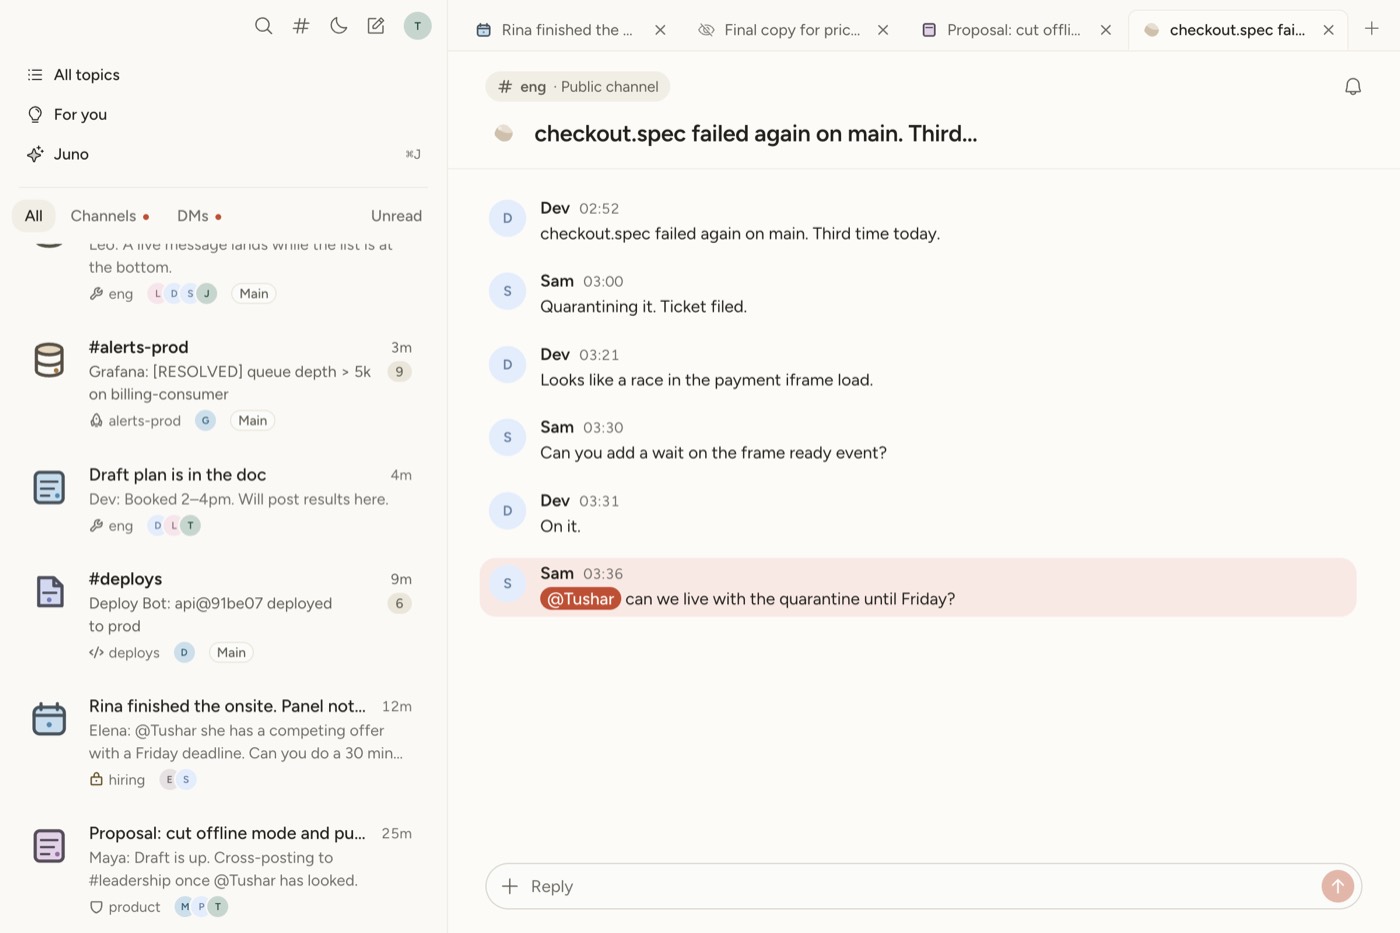 T
All topics
For you
Juno
⌘J
All
Channels
DMs
Unread
Leo: A live message lands while the list is at
the bottom.
eng
L
D
S
J
Main
#alerts-prod
3m
Grafana: [RESOLVED] queue depth > 5k
9
on billing-consumer
alerts-prod
G
Main
Draft plan is in the doc
4m
Dev: Booked 2–4pm. Will post results here.
eng
D
L
T
#deploys
9m
Deploy Bot: api@91be07 deployed
6
to prod
deploys
D
Main
Rina finished the onsite. Panel not...
12m
Elena: @Tushar she has a competing offer
with a Friday deadline. Can you do a 30 min...
hiring
E
S
Proposal: cut offline mode and pu...
25m
Maya: Draft is up. Cross-posting to
#leadership once @Tushar has looked.
product
M
P
T
Rina finished the ...
Final copy for pric...
Proposal: cut offli...
checkout.spec fai...
# eng · Public channel
checkout.spec failed again on main. Third...
D
Dev 02:52
checkout.spec failed again on main. Third time today.
S
Sam 03:00
Quarantining it. Ticket filed.
D
Dev 03:21
Looks like a race in the payment iframe load.
S
Sam 03:30
Can you add a wait on the frame ready event?
D
Dev 03:31
On it.
S
Sam 03:36
@Tushar can we live with the quarantine until Friday?
Reply